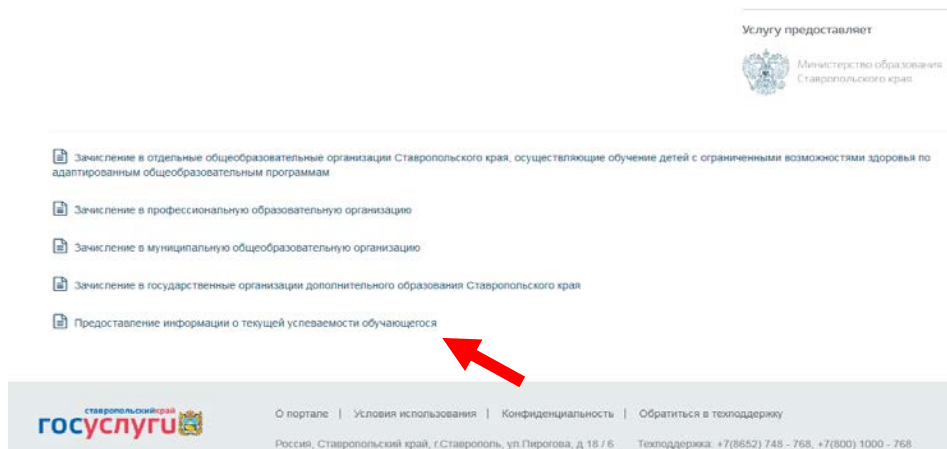 Услугу предоставляет
Министерство образования
Ставропольского края
Зачисление в отдельные общеобразовательные организации Ставропольского края, осуществляющие обучение детей с ограниченными возможностями здоровья по
адаптированным общеобразовательным программам
Зачисление в профессиональную образовательную организацию
Зачисление в муниципальную общеобразовательную организацию
Зачисление в государственные организации дополнительного образования Ставропольского края
Предоставление информации о текущей успеваемости обучающегося
ставропольскийкрай
госуслуги
О портале | Условия использования | Конфиденциальность | Обратиться в техподдержку
Россия, Ставропольский край, г.Ставрополь, ул.Пирогова, д 18 / 6 Техподдержка: +7(8652) 748 - 768, +7(800) 1000 - 768